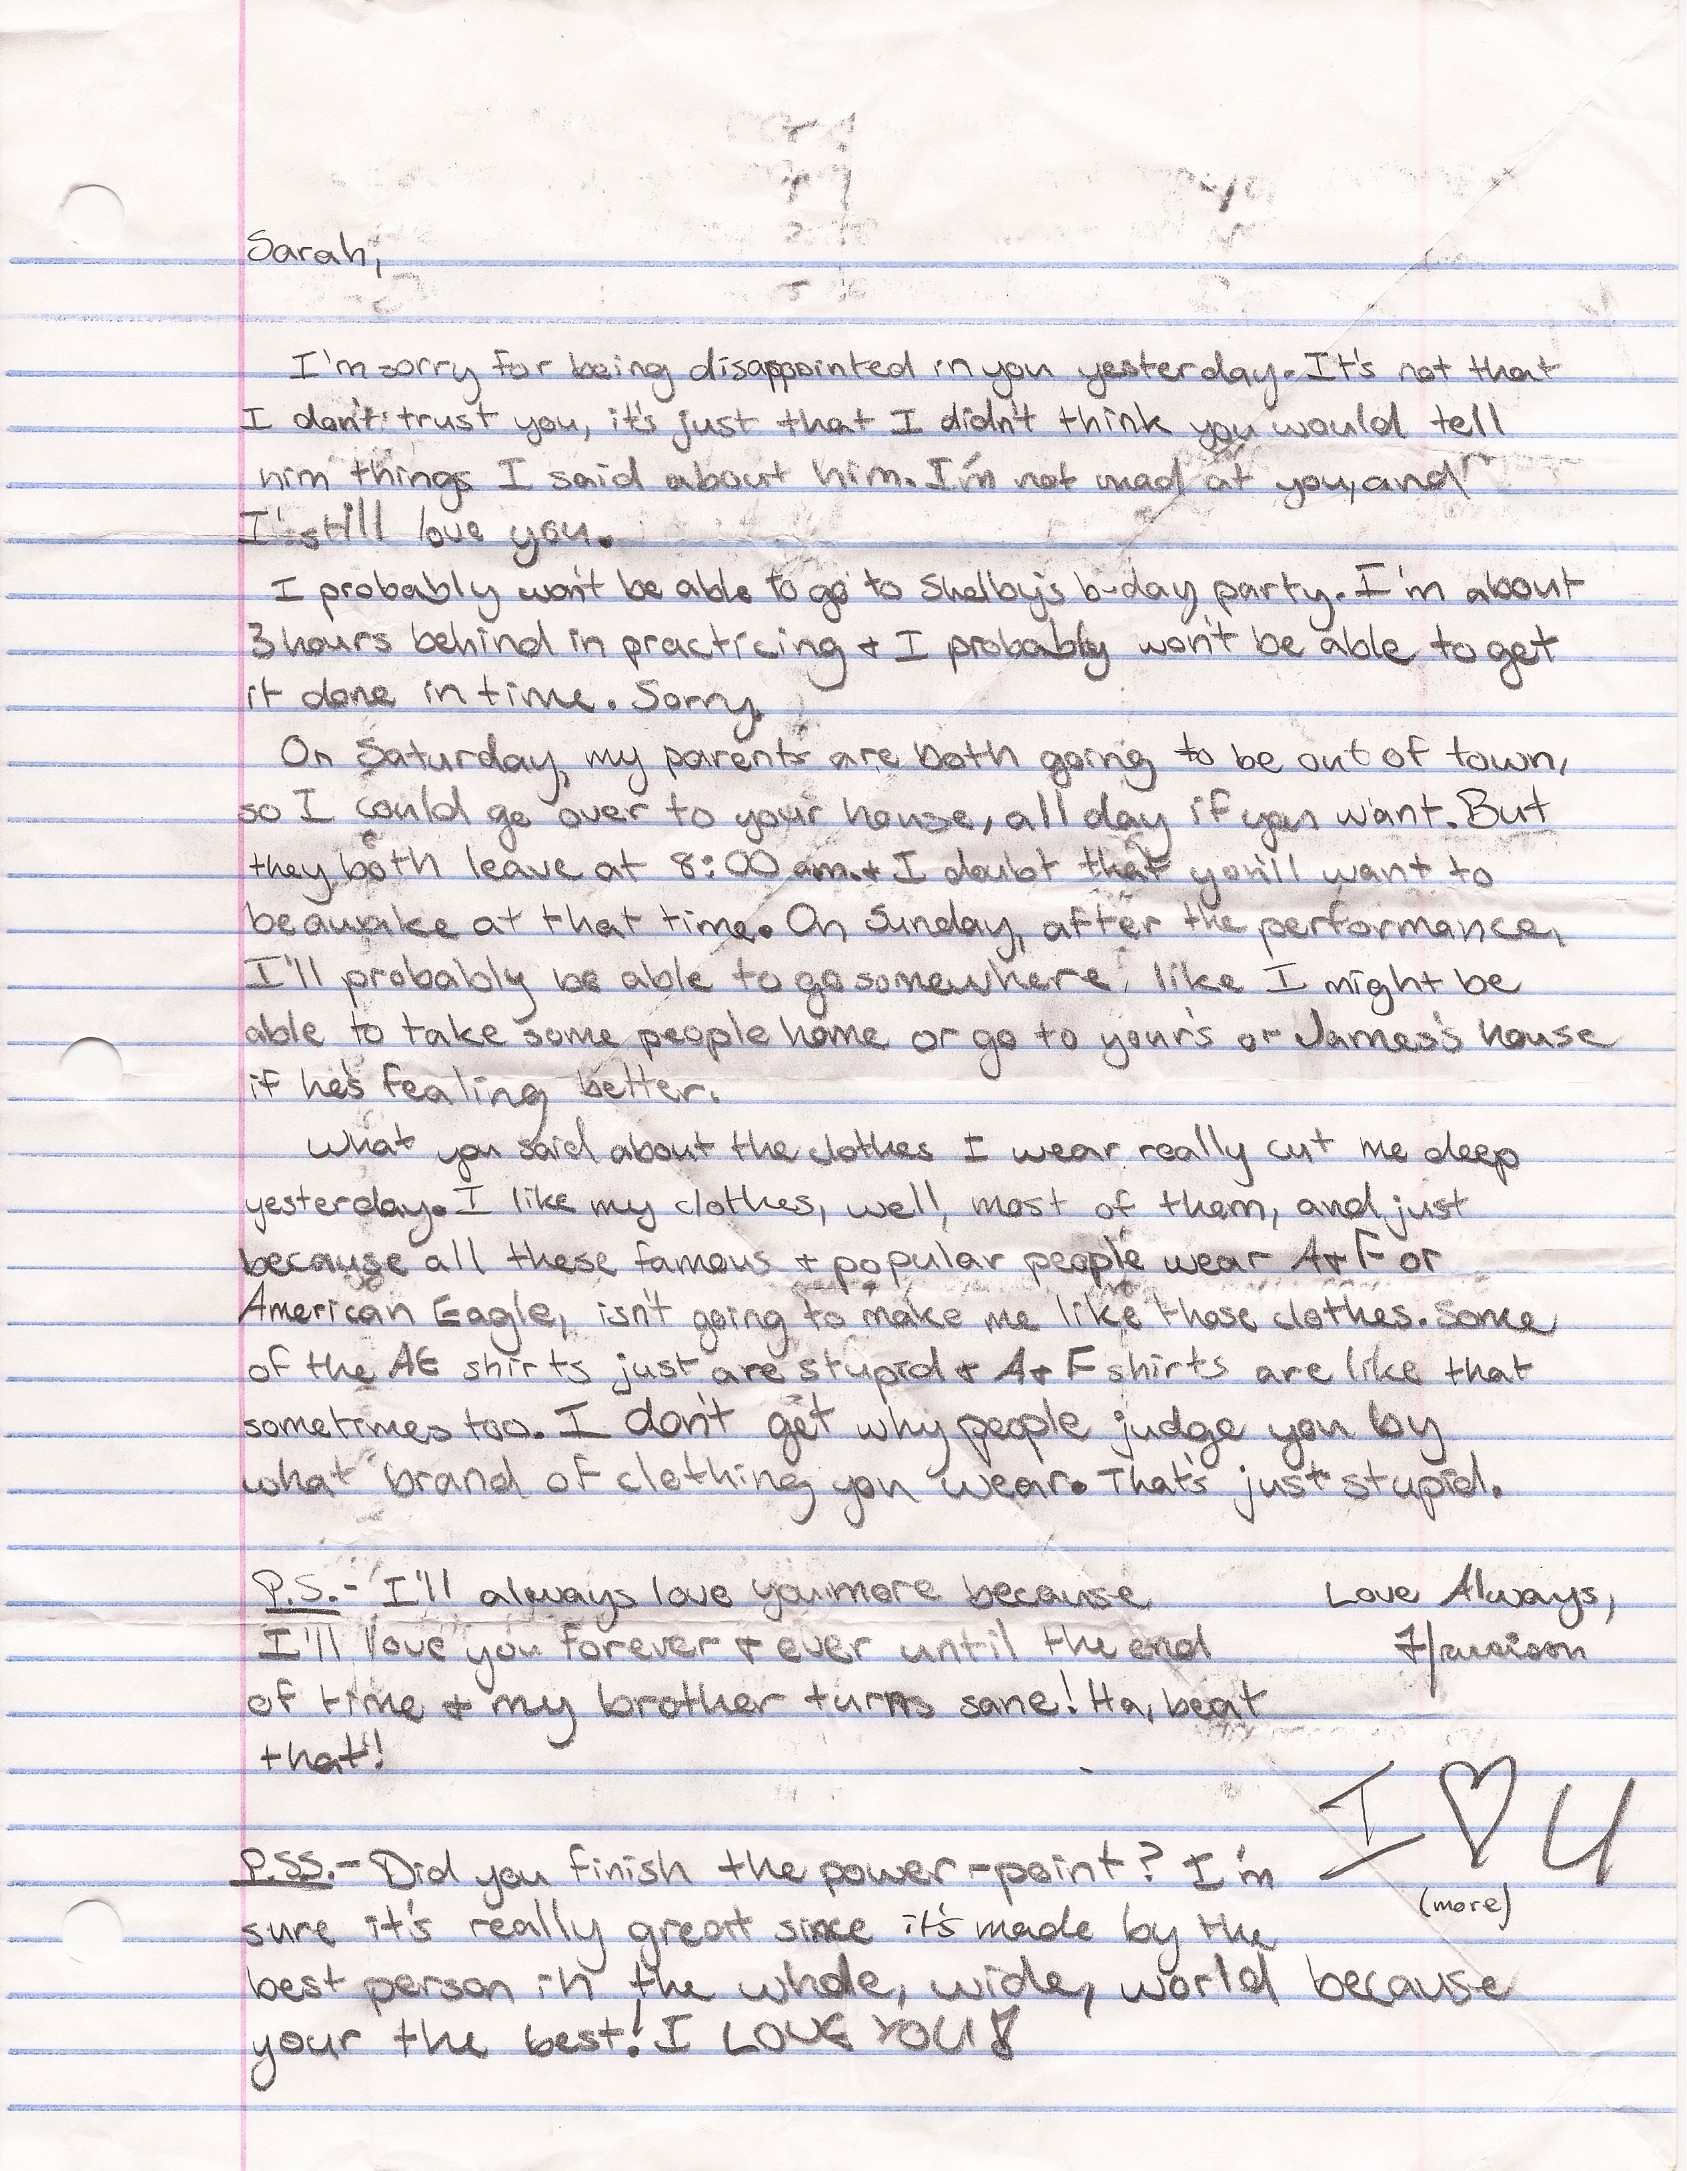 Sarah,
I'm sorry for being disappointed in you yesterday. It's not that
I don't trust you, it's just that I didn't think you would tell
him things I said about him. I'm not mad at you, and
I still love you.
I probably won't be able to go to Shelby's b-day party. I'm about
3 hours behind in practicing + I probably won't be able to get
it done in time. Sorry.
On Saturday, my parents are both going to be out of town,
so I could go over to your house, all day if you want. But
they both leave at 8:00 am. + I doubt that you'll want to
be awake at that time. On Sunday, after the performance,
I'll probably be able to go somewhere, like I might be
able to take some people home or go to your's or James's house
if he's fealing better.
What you said about the clothes I wear really cut me deep
yesterday. I like my clothes, well, most of them, and just
because all these famous + popular people wear A+F or
American Eagle, isn't going to make me like those clothes. Some
of the AE shirts just are stupid + A+F shirts are like that
sometimes too. I don't get why people judge you by
what brand of clothing you wear. That's just stupid.
Love Always,
Harrison
P.S.- I'll always love you more because
I'll love you forever + ever until the end
of time + my brother turns sane! Ha, beat
that!
I ♡ U
(more)
P.SS.- Did you finish the power-point? I'm
sure it's really great since it's made by the
best person in the whole, wide, world because
your the best! I LOVE YOU!